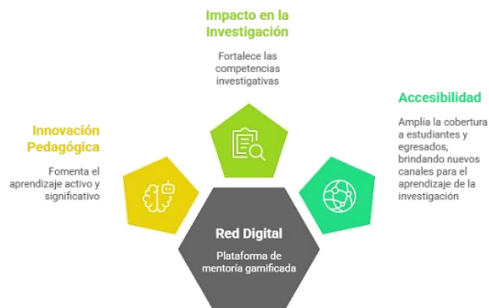 Impacto en la
Investigación
Fortalece las
competencias
investigativas
Accesibilidad
Amplia la cobertura
a estudiantes y
egresados,
brindando nuevos
canales para el
aprendizaje de la
investigación
Innovación
Pedagógica
Fomenta el
aprendizaje activo y
significativo
Red Digital
Plataforma de
mentoría gamificada